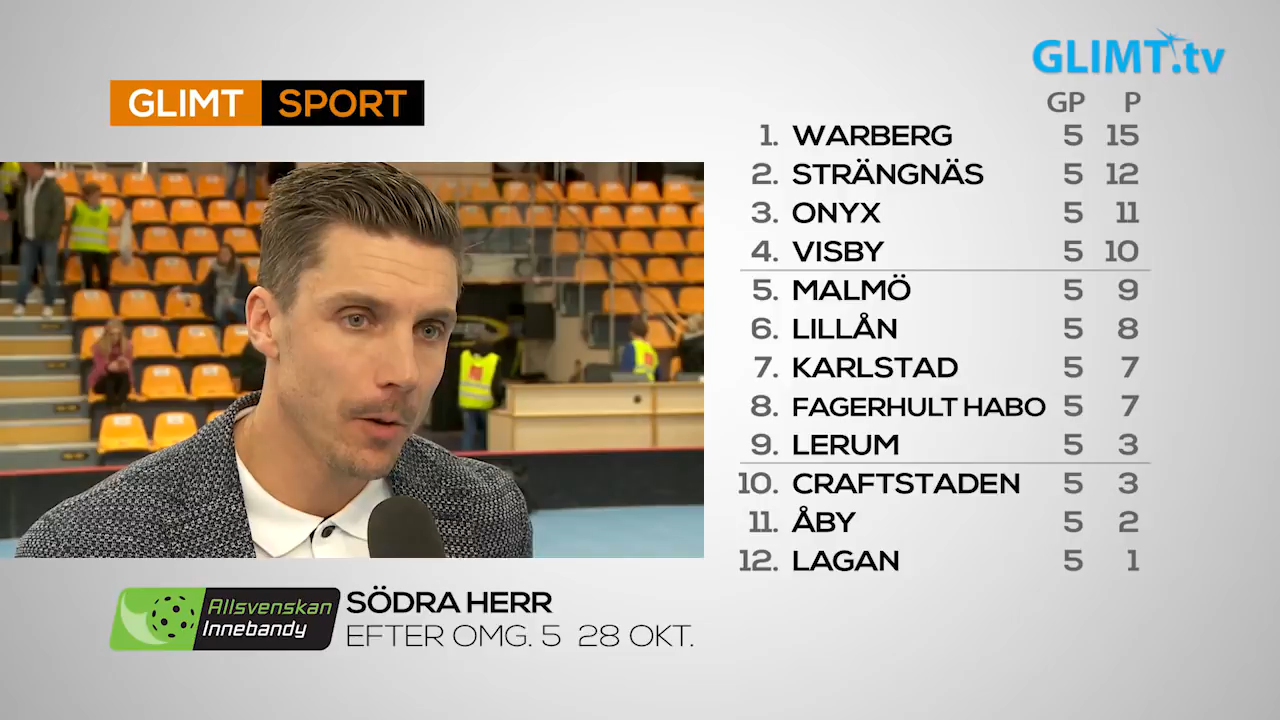 GLIMT.tv
GLIMT SPORT
GP P
1. WARBERG 5 15
2. STRÄNGNÄS 5 12
3. ONYX 5 11
4. VISBY 5 10
5. MALMÖ 5 9
6. LILLÅN 5 8
7. KARLSTAD 5 7
8. FAGERHULT HABO 5 7
9. LERUM 5 3
10. CRAFTSTADEN 5 3
11. ÅBY 5 2
12. LAGAN 5 1
Allsvenskan
Innebandy
SÖDRA HERR
EFTER OMG. 5 28 OKT.